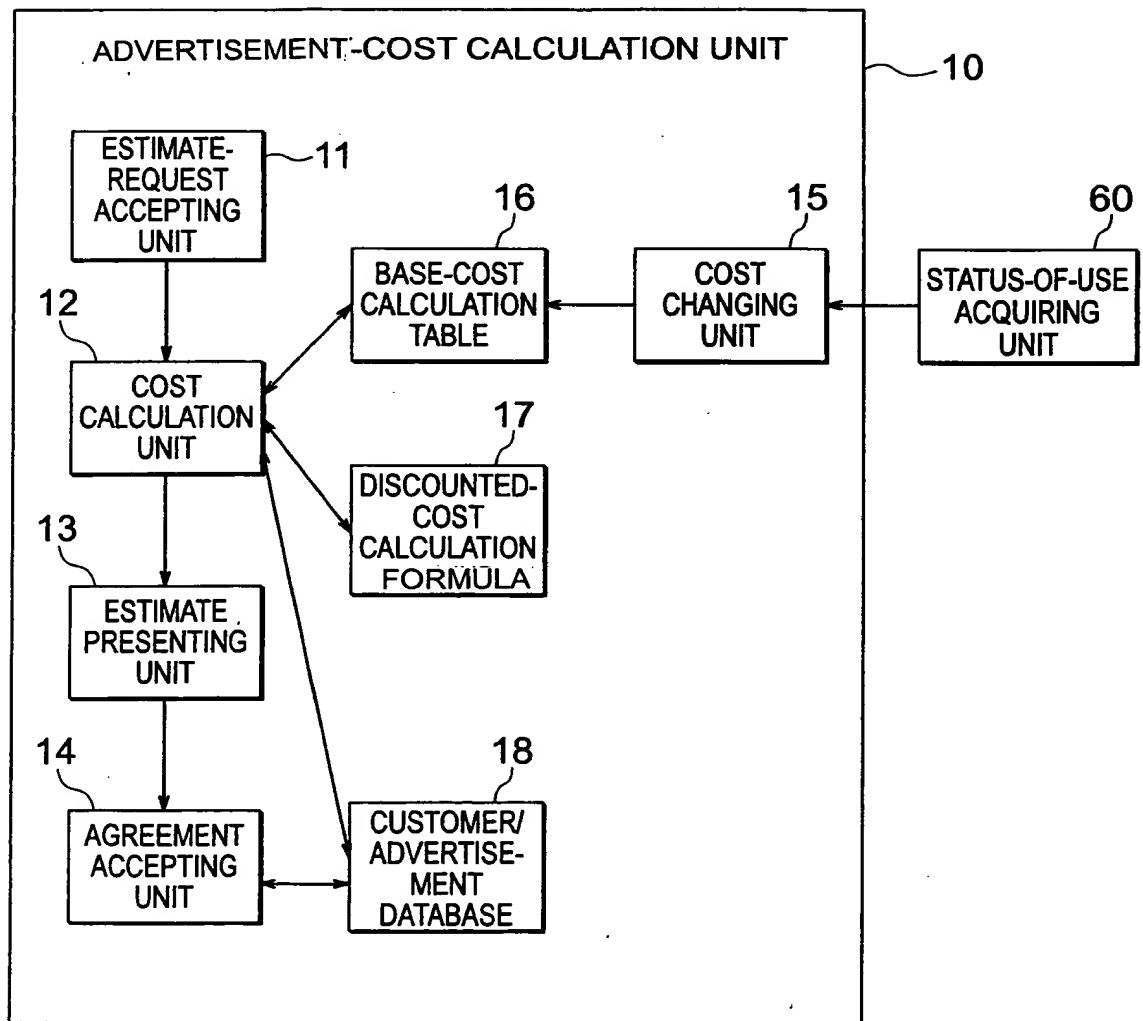 ADVERTISEMENT-COST CALCULATION UNIT
10
ESTIMATE-
REQUEST
ACCEPTING
UNIT
11
16
15
60
BASE-COST
CALCULATION
TABLE
COST
CHANGING
UNIT
STATUS-OF-USE
ACQUIRING
UNIT
12
COST
CALCULATION
UNIT
17
DISCOUNTED-
COST
CALCULATION
FORMULA
13
ESTIMATE
PRESENTING
UNIT
14
AGREEMENT
ACCEPTING
UNIT
18
CUSTOMER/
ADVERTISE-
MENT
DATABASE